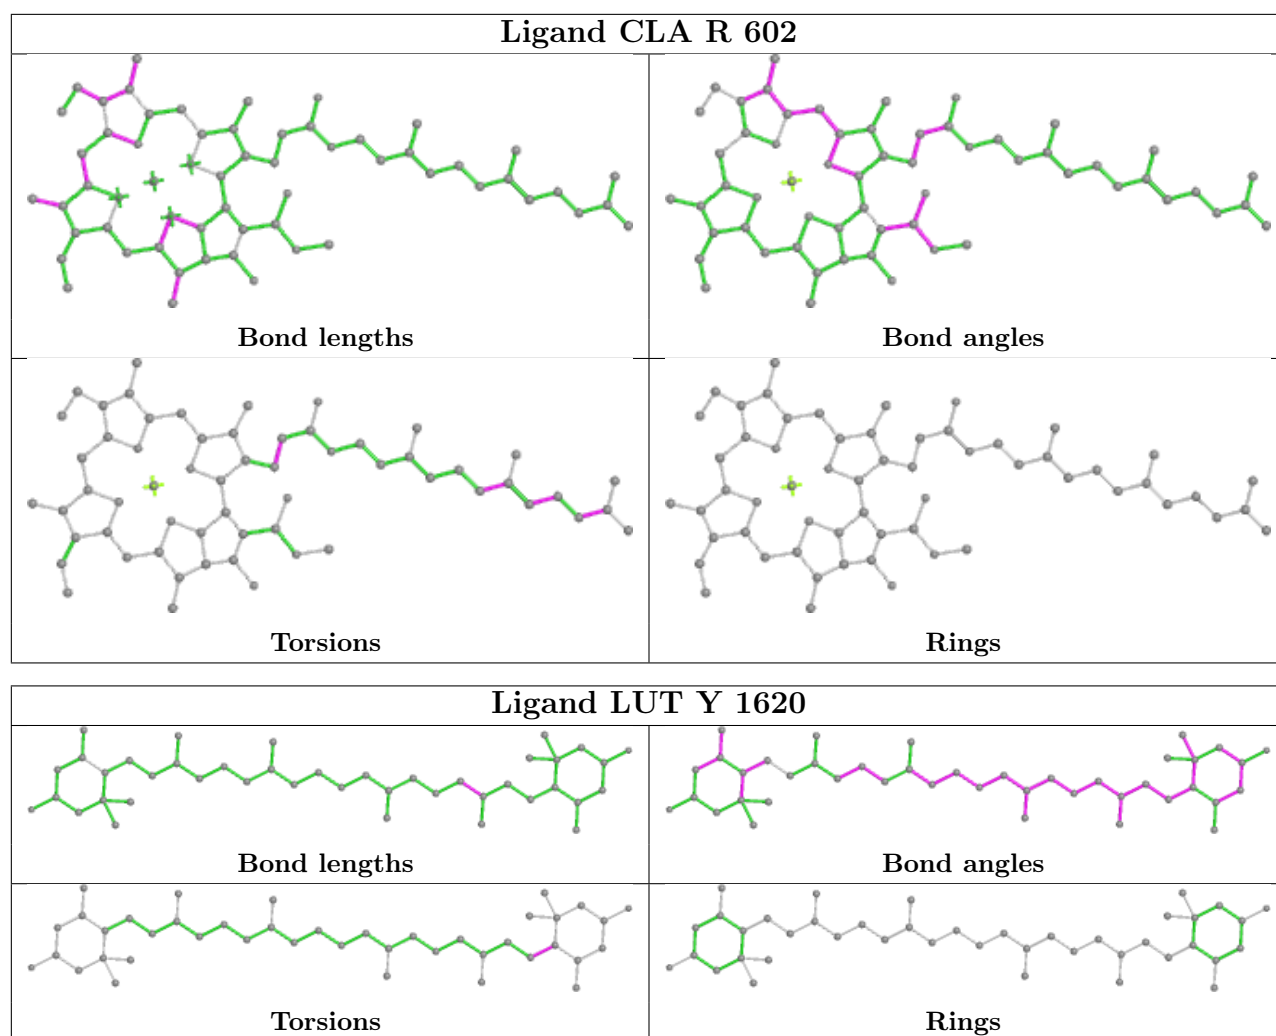 Ligand CLA R 602
Bond lengths
Bond angles
Torsions
Rings
Ligand LUT Y 1620
Bond lengths
Bond angles
Torsions
Rings